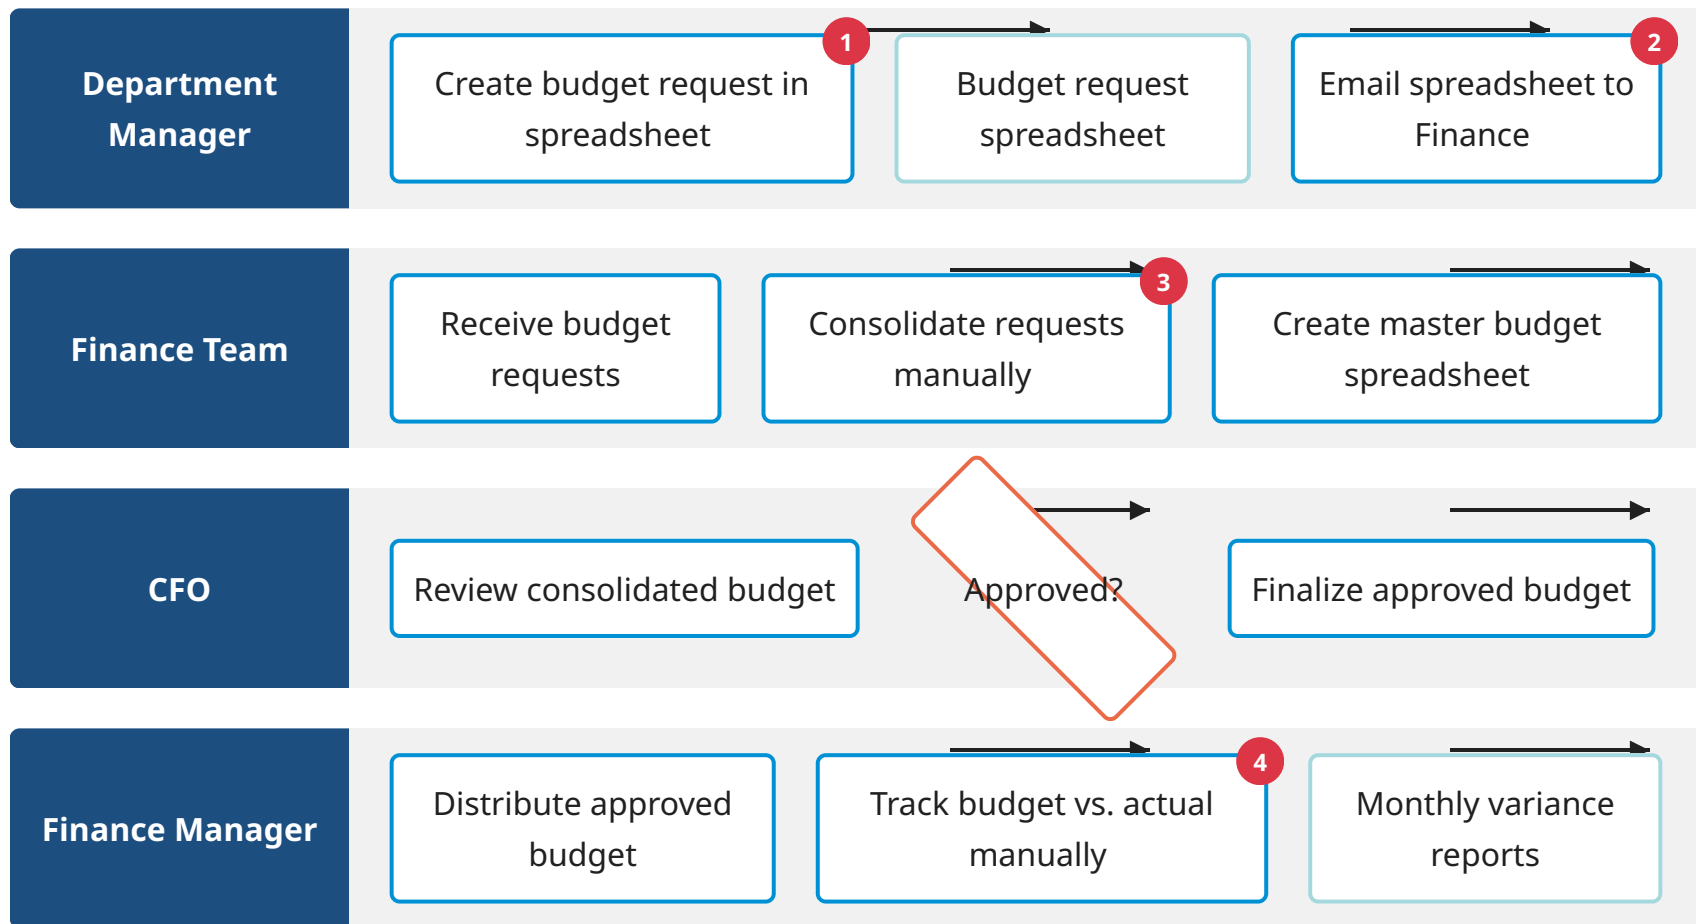 Department
Manager
1
Create budget request in
spreadsheet
Budget request
spreadsheet
2
Email spreadsheet to
Finance
Finance Team
Receive budget
requests
3
Consolidate requests
manually
Create master budget
spreadsheet
CFO
Review consolidated budget
Approved?
Finalize approved budget
Finance Manager
Distribute approved
budget
4
Track budget vs. actual
manually
Monthly variance
reports